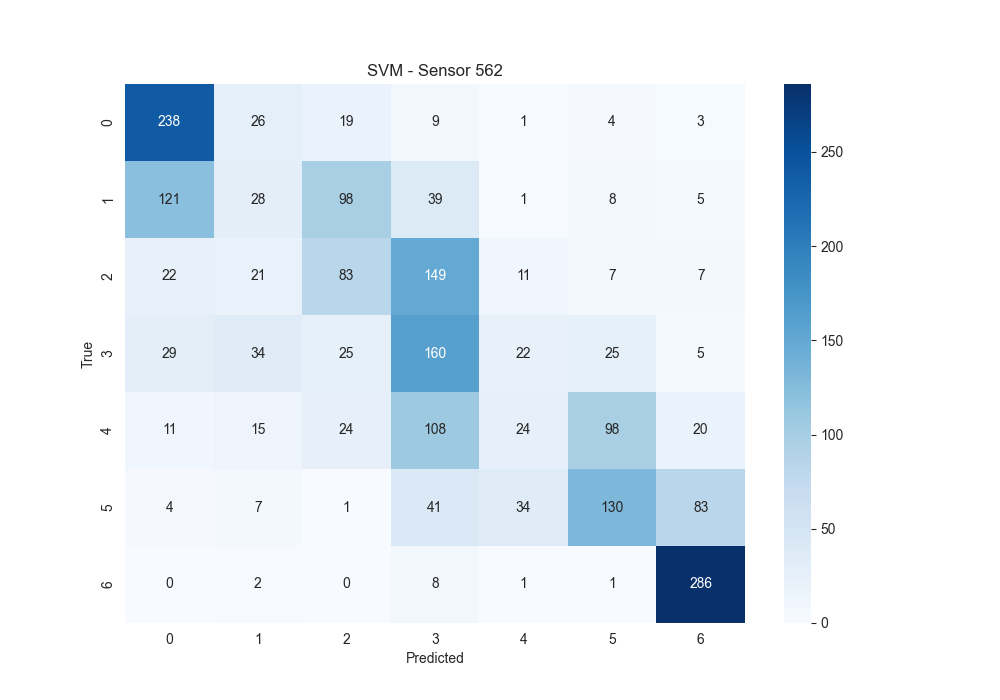 SVM - Sensor 562
0 238 26 19 9 1 4 3
1 121 28 98 39 1 8 5
2 22 21 83 149 11 7 7
3 29 34 25 160 22 25 5
4 11 15 24 108 24 98 20
5 4 7 1 41 34 130 83
6 0 2 0 8 1 1 286
0 1 2 3 4 5 6
Predicted
True
250
200
150
100
50
0